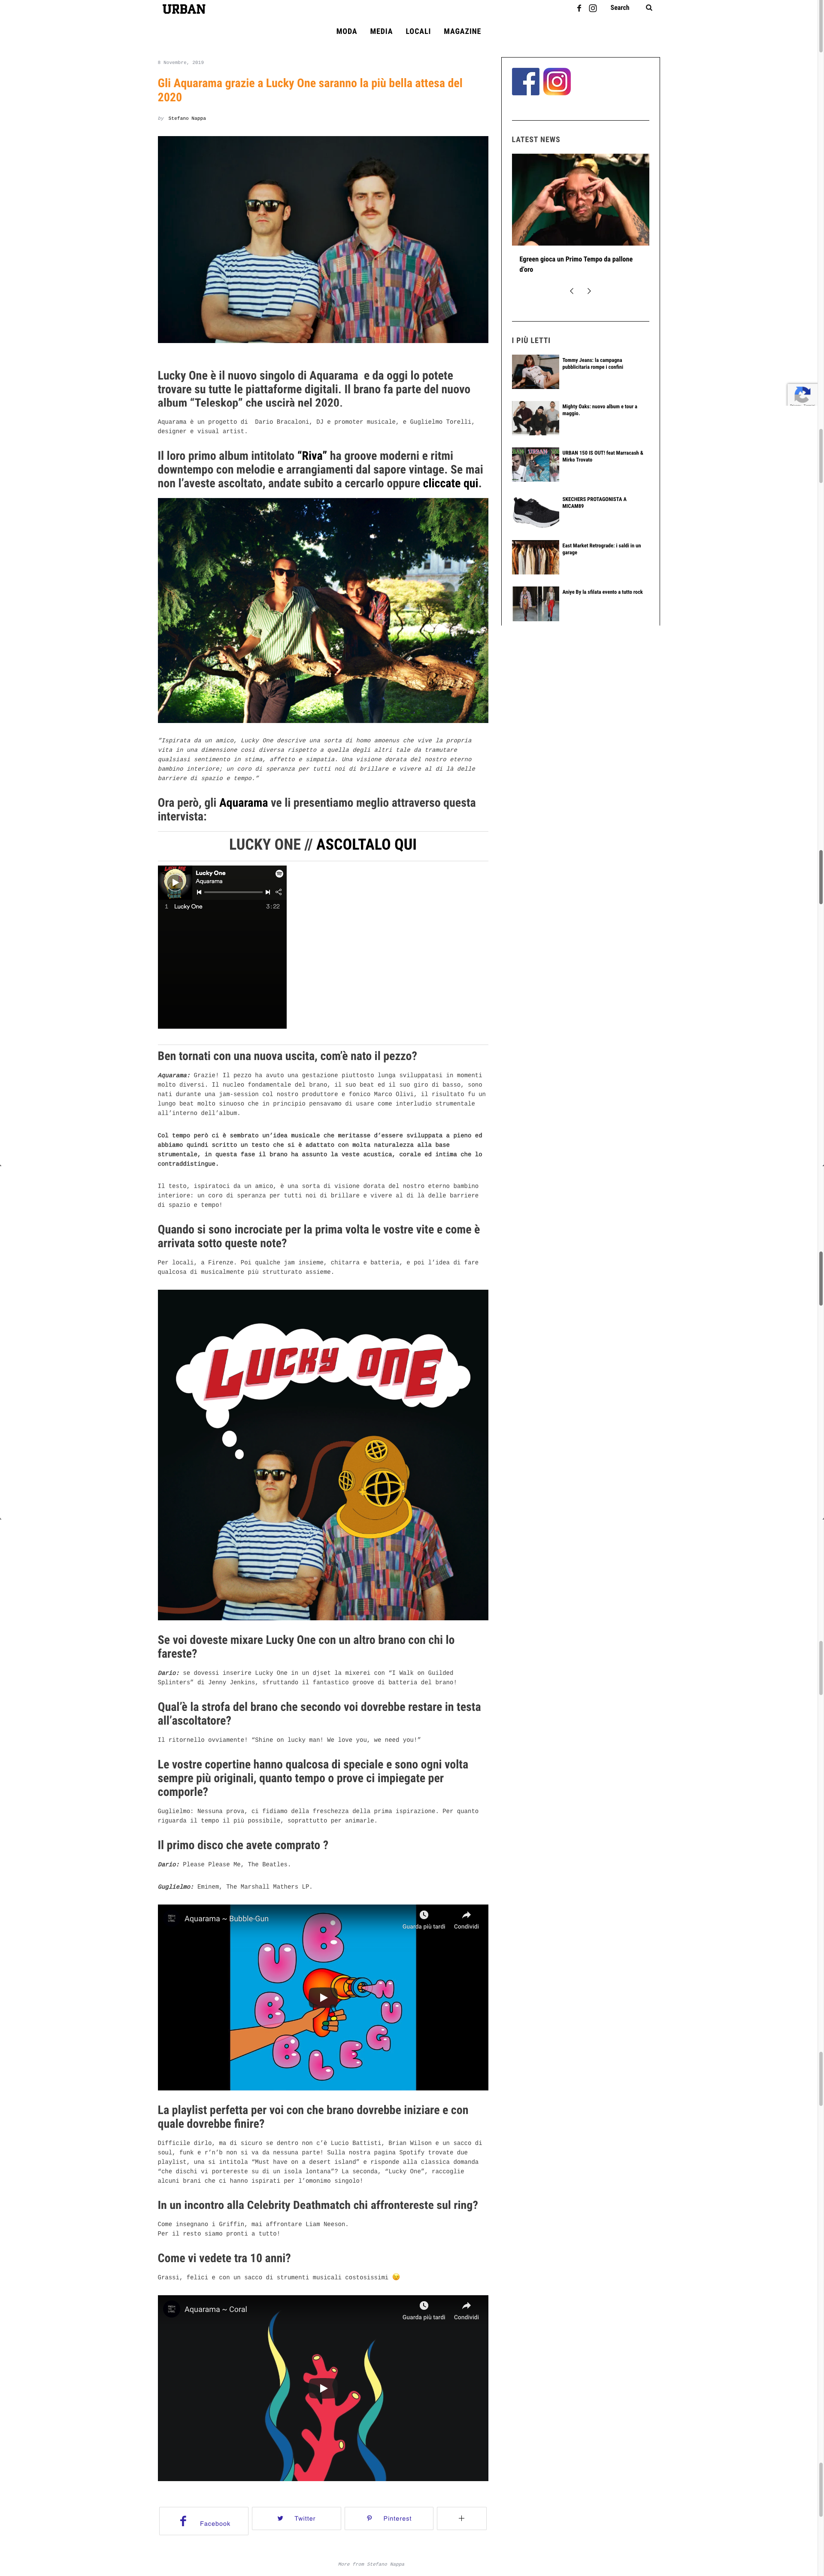 URBAN
Search
MODA
MEDIA
LOCALI
MAGAZINE
Gli Aquarama grazie a Lucky One saranno la più bella attesa del
2020
by Stefano Nappa
Lucky One è il nuovo singolo di Aquarama  e da oggi lo potete
trovare su tutte le piattaforme digitali. Il brano fa parte del nuovo
album “Teleskop” che uscirà nel 2020.
Aquarama è un progetto di  Dario Bracaloni, DJ e promoter musicale, e Guglielmo Torelli,
designer e visual artist.
Il loro primo album intitolato “Riva” ha groove moderni e ritmi
downtempo con melodie e arrangiamenti dal sapore vintage. Se mai
non l’aveste ascoltato, andate subito a cercarlo oppure cliccate qui.
“Ispirata da un amico, Lucky One descrive una sorta di homo amoenus che vive la propria
vita in una dimensione così diversa rispetto a quella degli altri tale da tramutare
qualsiasi sentimento in stima, affetto e simpatia. Una visione dorata del nostro eterno
bambino interiore; un coro di speranza per tutti noi di brillare e vivere al di là delle
barriere di spazio e tempo.”
Ora però, gli Aquarama ve li presentiamo meglio attraverso questa
intervista:
LUCKY ONE // ASCOLTALO QUI
Lucky One
Aquarama
1 Lucky One 3:22
Ben tornati con una nuova uscita, com’è nato il pezzo?
Aquarama: Grazie! Il pezzo ha avuto una gestazione piuttosto lunga sviluppatasi in momenti
molto diversi. Il nucleo fondamentale del brano, il suo beat ed il suo giro di basso, sono
nati durante una jam-session col nostro produttore e fonico Marco Olivi, il risultato fu un
lungo beat molto sinuoso che in principio pensavamo di usare come interludio strumentale
all’interno dell’album.
Col tempo però ci è sembrato un’idea musicale che meritasse d’essere sviluppata a pieno ed
abbiamo quindi scritto un testo che si è adattato con molta naturalezza alla base
strumentale, in questa fase il brano ha assunto la veste acustica, corale ed intima che lo
contraddistingue.
Il testo, ispiratoci da un amico, è una sorta di visione dorata del nostro eterno bambino
interiore: un coro di speranza per tutti noi di brillare e vivere al di là delle barriere
di spazio e tempo!
Quando si sono incrociate per la prima volta le vostre vite e come è
arrivata sotto queste note?
Per locali, a Firenze. Poi qualche jam insieme, chitarra e batteria, e poi l’idea di fare
qualcosa di musicalmente più strutturato assieme.
LUCKY ONE
Se voi doveste mixare Lucky One con un altro brano con chi lo
fareste?
Dario: se dovessi inserire Lucky One in un djset la mixerei con “I Walk on Guilded
Splinters” di Jenny Jenkins, sfruttando il fantastico groove di batteria del brano!
Qual’è la strofa del brano che secondo voi dovrebbe restare in testa
all’ascoltatore?
Il ritornello ovviamente! “Shine on lucky man! We love you, we need you!”
Le vostre copertine hanno qualcosa di speciale e sono ogni volta
sempre più originali, quanto tempo o prove ci impiegate per
comporle?
Guglielmo: Nessuna prova, ci fidiamo della freschezza della prima ispirazione. Per quanto
riguarda il tempo il più possibile, soprattutto per animarle.
Il primo disco che avete comprato ?
Dario: Please Please Me, The Beatles.
Guglielmo: Eminem, The Marshall Mathers LP.
Aquarama ~ Bubble-Gun
Guarda più tardi
Condividi
BUBBLEGUN
La playlist perfetta per voi con che brano dovrebbe iniziare e con
quale dovrebbe finire?
Difficile dirlo, ma di sicuro se dentro non c’è Lucio Battisti, Brian Wilson e un sacco di
soul, funk e r’n’b non si va da nessuna parte! Sulla nostra pagina Spotify trovate due
playlist, una si intitola “Must have on a desert island” e risponde alla classica domanda
“che dischi vi portereste su di un isola lontana”? La seconda, “Lucky One”, raccoglie
alcuni brani che ci hanno ispirati per l’omonimo singolo!
In un incontro alla Celebrity Deathmatch chi affrontereste sul ring?
Come insegnano i Griffin, mai affrontare Liam Neeson.
Per il resto siamo pronti a tutto!
Come vi vedete tra 10 anni?
Grassi, felici e con un sacco di strumenti musicali costosissimi 😉
Aquarama ~ Coral
Guarda più tardi
Condividi
Facebook
Twitter
Pinterest
More from Stefano Nappa
LATEST NEWS
Egreen gioca un Primo Tempo da pallone
d’oro
I PIÙ LETTI
Tommy Jeans: la campagna
pubblicitaria rompe i confini
Mighty Oaks: nuovo album e tour a
maggio.
URBAN 150 IS OUT! feat Marracash &
Mirko Trovato
SKECHERS PROTAGONISTA A
MICAM89
East Market Retrograde: i saldi in un
garage
Aniye By la sfilata evento a tutto rock